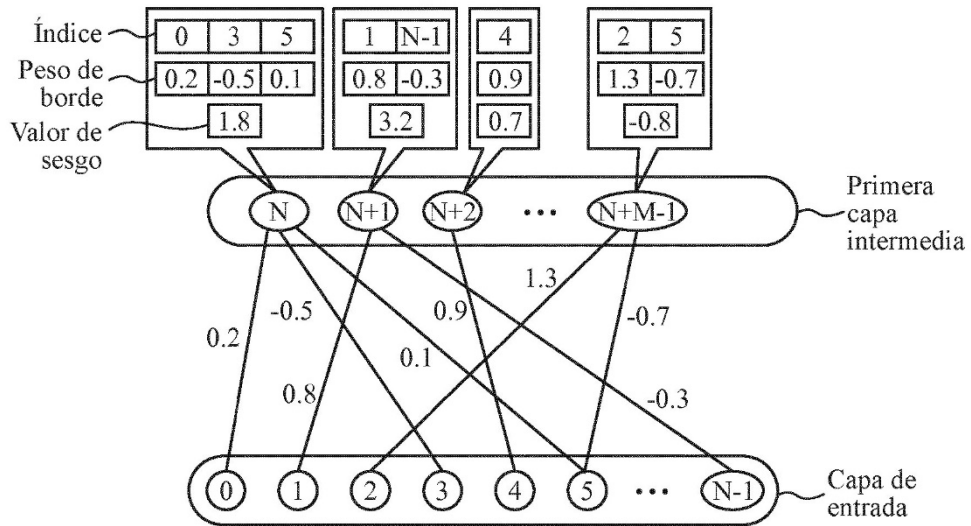 Índice
0 3 5
1 N-1
4
2 5
Peso de
borde
0.2 -0.5 0.1
0.8 -0.3
0.9
1.3 -0.7
Valor de
sesgo
1.8
3.2
0.7
-0.8
N
N+1
N+2
...
N+M-1
Primera
capa
intermedia
0.2
-0.5
0.8
0.1
0.9
1.3
-0.7
-0.3
0
1
2
3
4
5
...
N-1
Capa de
entrada